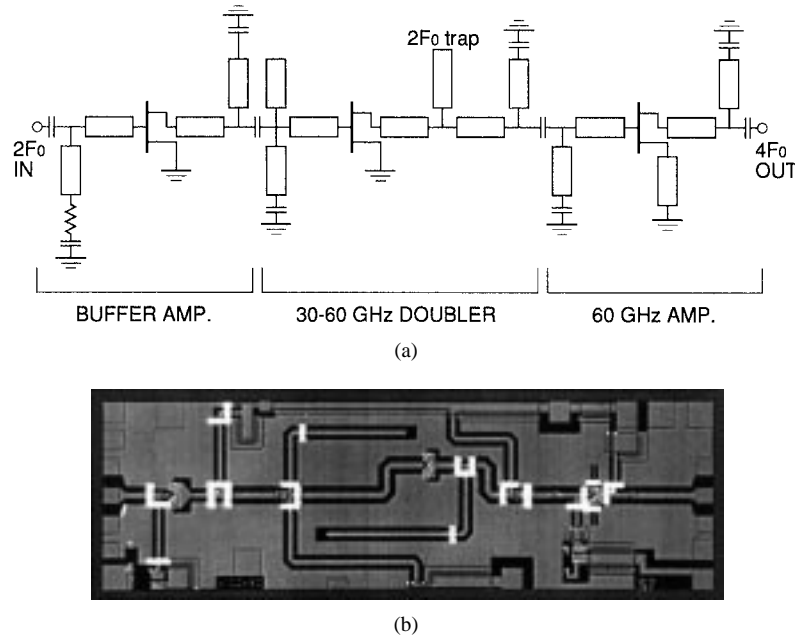 2F0 trap
2F0
IN
4F0
OUT
BUFFER AMP.
30-60 GHz DOUBLER
60 GHz AMP.
(a)
(b)